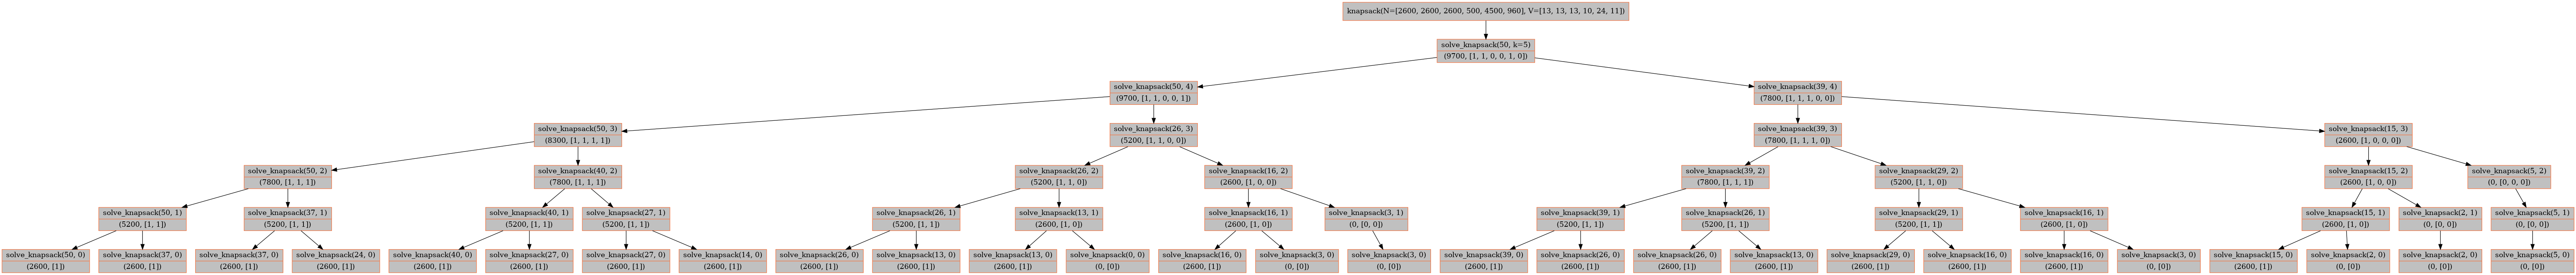 knapsack(N=[2600, 2600, 2600, 500, 4500, 960], V=[13, 13, 13, 10, 24, 11])
solve_knapsack(50, k=5)
(9700, [1, 1, 0, 0, 1, 0])
solve_knapsack(50, 4)
(9700, [1, 1, 0, 0, 1])
solve_knapsack(39, 4)
(7800, [1, 1, 1, 0, 0])
solve_knapsack(50, 3)
(8300, [1, 1, 1, 1])
solve_knapsack(26, 3)
(5200, [1, 1, 0, 0])
solve_knapsack(39, 3)
(7800, [1, 1, 1, 0])
solve_knapsack(15, 3)
(2600, [1, 0, 0, 0])
solve_knapsack(50, 2)
(7800, [1, 1, 1])
solve_knapsack(40, 2)
(7800, [1, 1, 1])
solve_knapsack(26, 2)
(5200, [1, 1, 0])
solve_knapsack(16, 2)
(2600, [1, 0, 0])
solve_knapsack(39, 2)
(7800, [1, 1, 1])
solve_knapsack(29, 2)
(5200, [1, 1, 0])
solve_knapsack(15, 2)
(2600, [1, 0, 0])
solve_knapsack(5, 2)
(0, [0, 0, 0])
solve_knapsack(50, 1)
(5200, [1, 1])
solve_knapsack(37, 1)
(5200, [1, 1])
solve_knapsack(40, 1)
(5200, [1, 1])
solve_knapsack(27, 1)
(5200, [1, 1])
solve_knapsack(26, 1)
(5200, [1, 1])
solve_knapsack(13, 1)
(2600, [1, 0])
solve_knapsack(16, 1)
(2600, [1, 0])
solve_knapsack(3, 1)
(0, [0, 0])
solve_knapsack(39, 1)
(5200, [1, 1])
solve_knapsack(26, 1)
(5200, [1, 1])
solve_knapsack(29, 1)
(5200, [1, 1])
solve_knapsack(16, 1)
(2600, [1, 0])
solve_knapsack(15, 1)
(2600, [1, 0])
solve_knapsack(2, 1)
(0, [0, 0])
solve_knapsack(5, 1)
(0, [0, 0])
solve_knapsack(50, 0)
(2600, [1])
solve_knapsack(37, 0)
(2600, [1])
solve_knapsack(37, 0)
(2600, [1])
solve_knapsack(24, 0)
(2600, [1])
solve_knapsack(40, 0)
(2600, [1])
solve_knapsack(27, 0)
(2600, [1])
solve_knapsack(27, 0)
(2600, [1])
solve_knapsack(14, 0)
(2600, [1])
solve_knapsack(26, 0)
(2600, [1])
solve_knapsack(13, 0)
(2600, [1])
solve_knapsack(13, 0)
(2600, [1])
solve_knapsack(0, 0)
(0, [0])
solve_knapsack(16, 0)
(2600, [1])
solve_knapsack(3, 0)
(0, [0])
solve_knapsack(3, 0)
(0, [0])
solve_knapsack(39, 0)
(2600, [1])
solve_knapsack(26, 0)
(2600, [1])
solve_knapsack(26, 0)
(2600, [1])
solve_knapsack(13, 0)
(2600, [1])
solve_knapsack(29, 0)
(2600, [1])
solve_knapsack(16, 0)
(2600, [1])
solve_knapsack(16, 0)
(2600, [1])
solve_knapsack(3, 0)
(0, [0])
solve_knapsack(15, 0)
(2600, [1])
solve_knapsack(2, 0)
(0, [0])
solve_knapsack(2, 0)
(0, [0])
solve_knapsack(5, 0)
(0, [0])